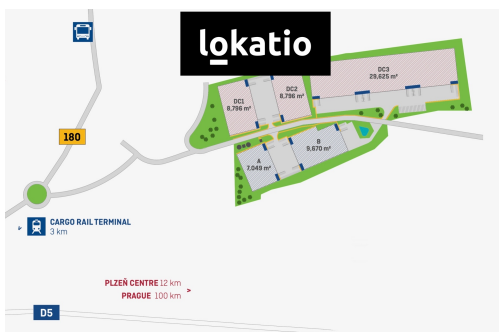 lokatio
DC3
29,625 m²
DC2
8,796 m²
DC1
9,796 m²
180
B
9,670 m²
A
7.049 m²
CARGO RAIL TERMINAL
3 km
PLZEŇ CENTRE 12 km
PRAGUE 100 km
>
D5